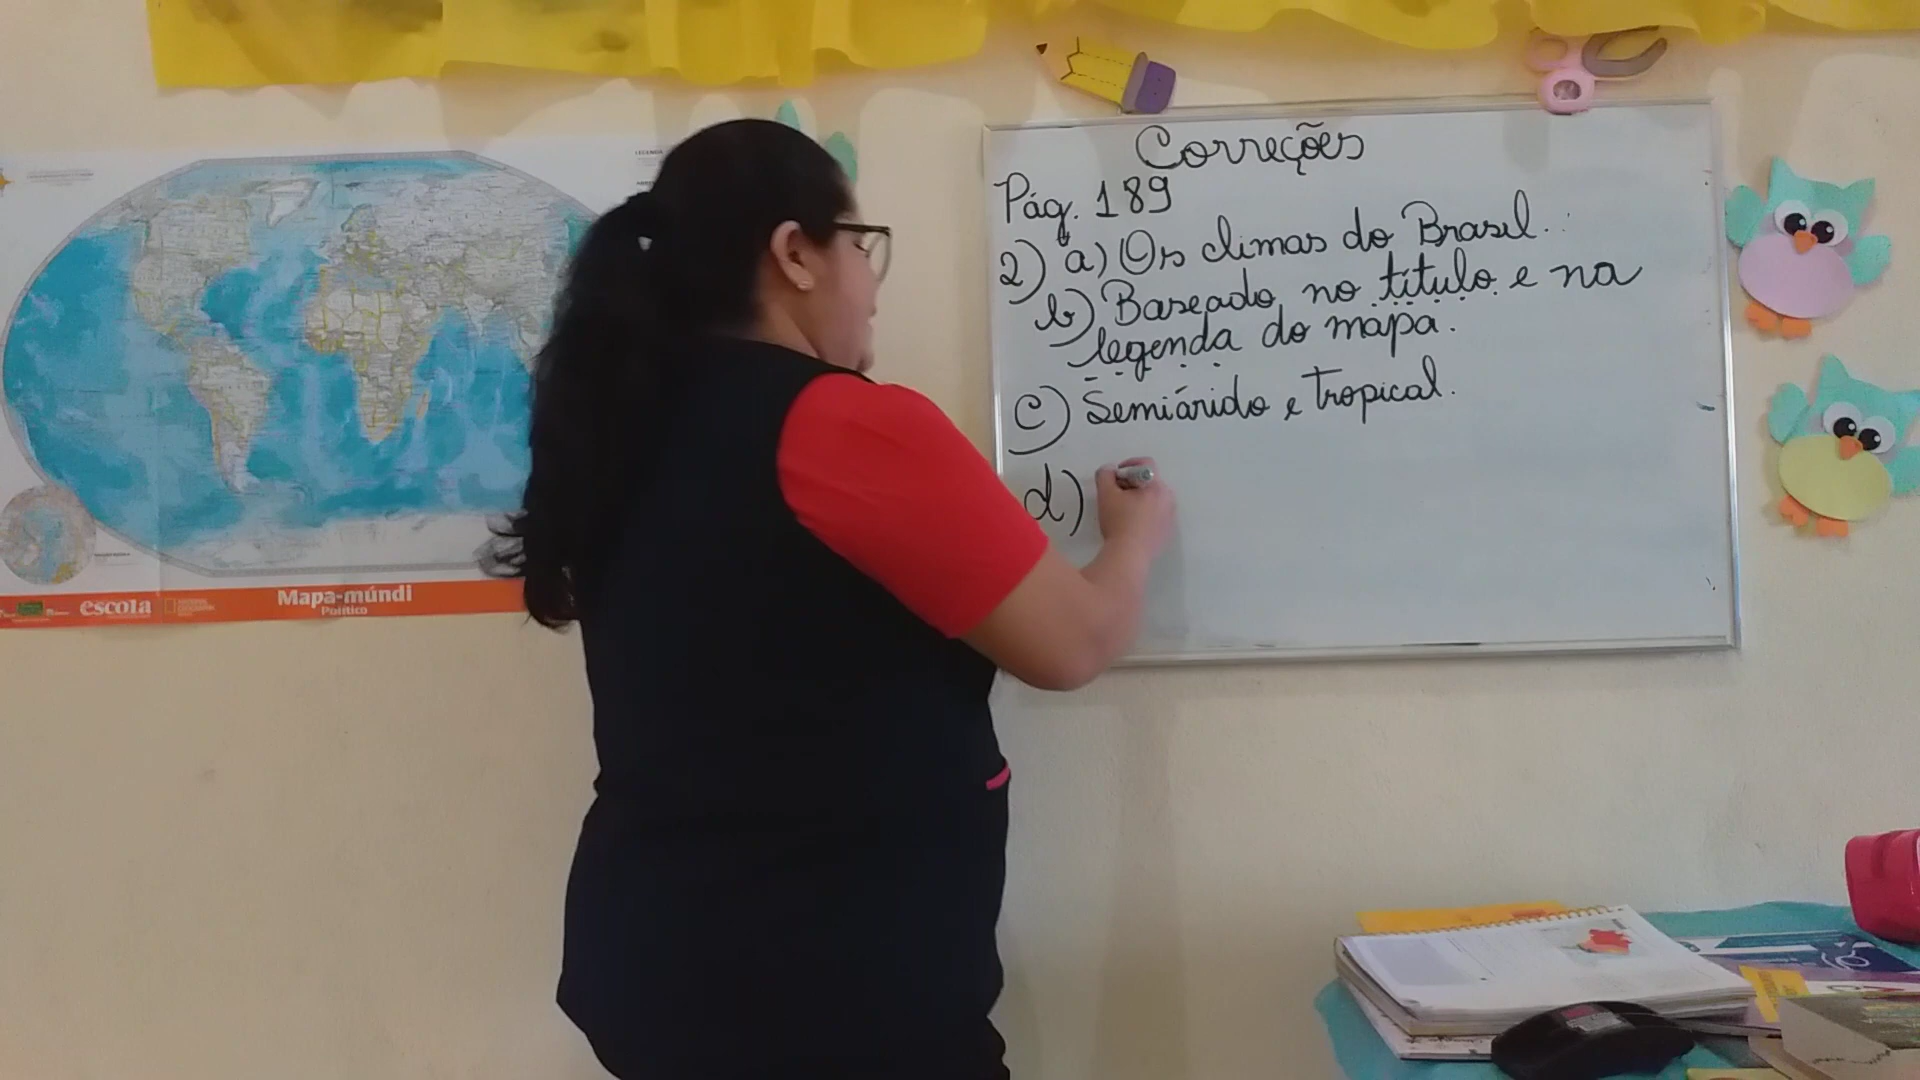 Correções
Pág. 189
2) a) Os climas do Brasil.
b) Baseado no título e na
legenda do mapa.
c) Semiárido e tropical.
d)
escola
Mapa-múndi
Político